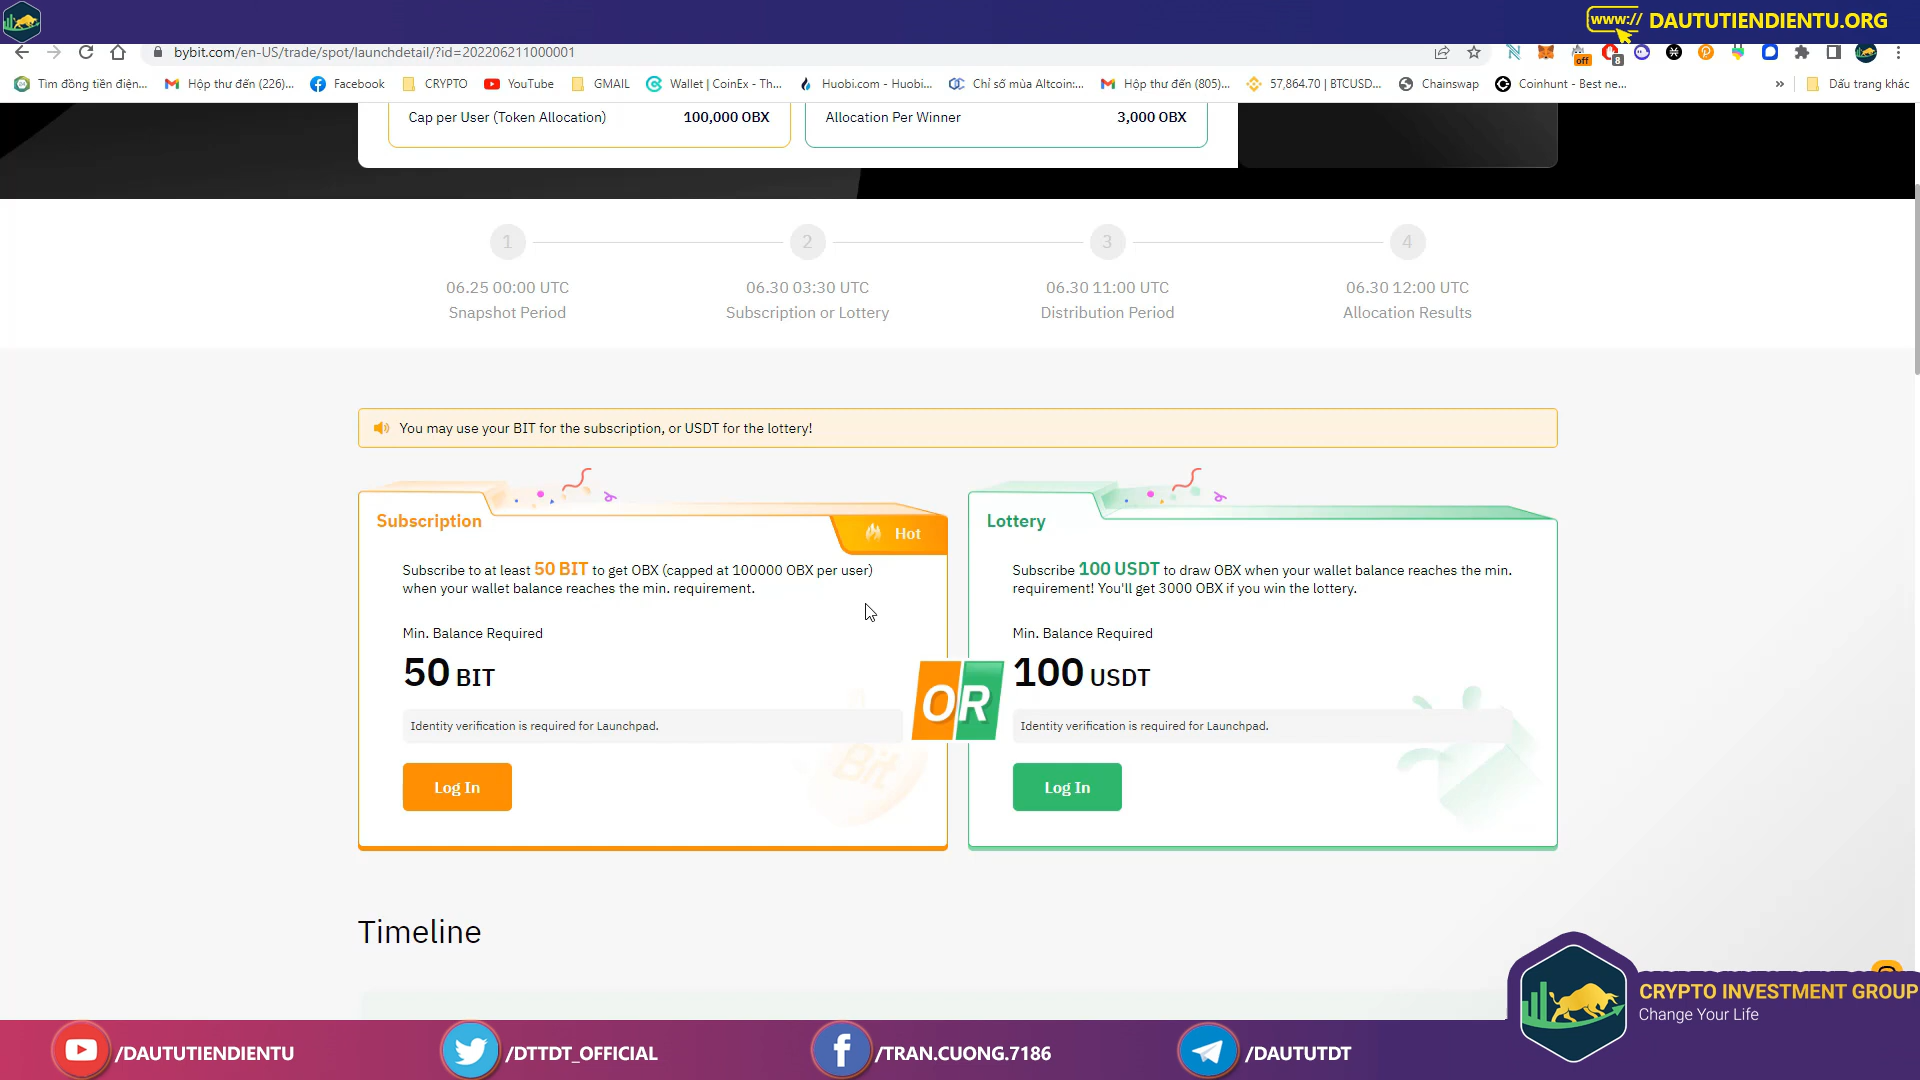 www://
DAUTUTIENDIENTU.ORG
bybit.com/en-US/trade/spot/launchdetail/?id=202206211000001
off
8
Tìm đồng tiền điện...
Hộp thư đến (226)...
Facebook
CRYPTO
YouTube
GMAIL
Wallet | CoinEx - Th...
Huobi.com - Huobi...
Chỉ số mùa Altcoin:...
Hộp thư đến (805)...
57,864.70 | BTCUSD...
Chainswap
Coinhunt - Best ne...
»
Dấu trang khác
Cap per User (Token Allocation)
100,000 OBX
Allocation Per Winner
3,000 OBX
1
2
3
4
06.25 00:00 UTC
06.30 03:30 UTC
06.30 11:00 UTC
06.30 12:00 UTC
Snapshot Period
Subscription or Lottery
Distribution Period
Allocation Results
You may use your BIT for the subscription, or USDT for the lottery!
Subscription
Hot
Subscribe to at least 50 BIT to get OBX (capped at 100000 OBX per user)
when your wallet balance reaches the min. requirement.
Min. Balance Required
50 BIT
Identity verification is required for Launchpad.
Bit
Log In
OR
Lottery
Subscribe 100 USDT to draw OBX when your wallet balance reaches the min.
requirement! You'll get 3000 OBX if you win the lottery.
Min. Balance Required
100 USDT
Identity verification is required for Launchpad.
Log In
Timeline
CRYPTO INVESTMENT GROUP
Change Your Life
/DAUTUTIENDIENTU
/DTTDT_OFFICIAL
/TRAN.CUONG.7186
/DAUTUTDT